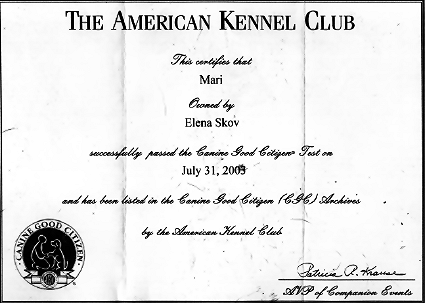 THE AMERICAN KENNEL CLUB
This certifies that
Mari
Owned by
Elena Skov
successfully passed the Canine Good Citizen® Test on
July 31, 2003
and has been listed in the Canine Good Citizen (CGC) Archives
by the American Kennel Club
CANINE GOOD CITIZEN
Patricia R. Krause
AVP of Companion Events